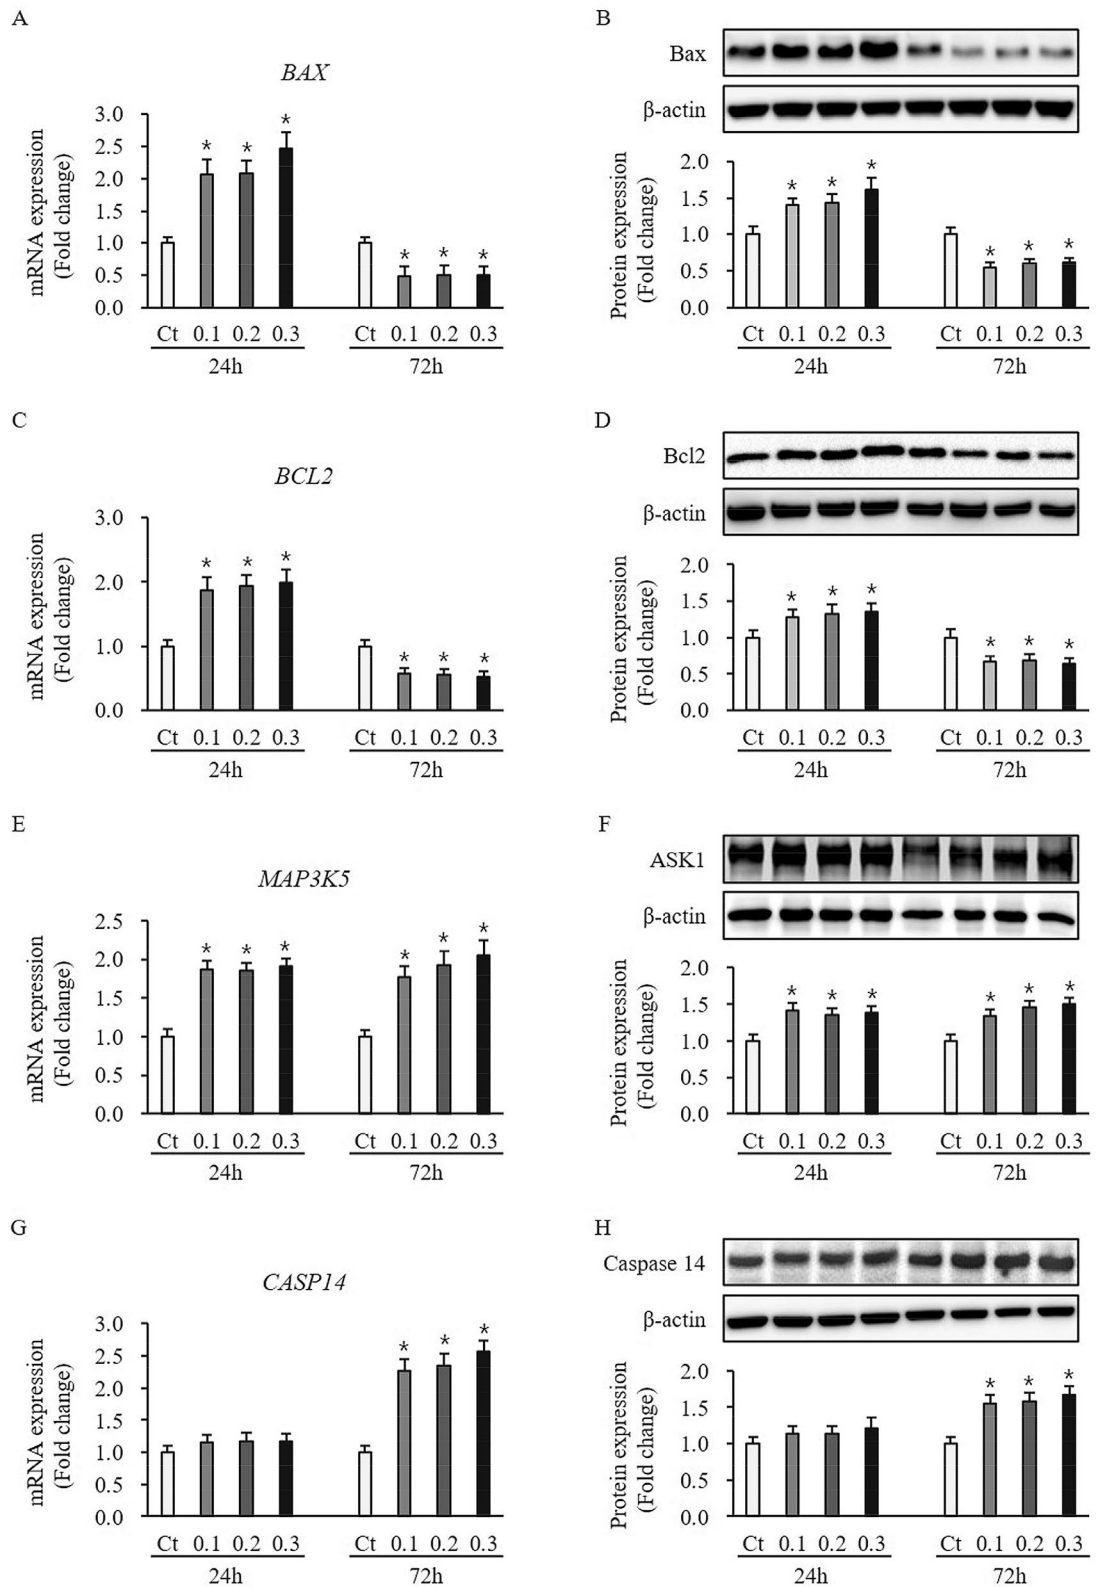 A
BAX
mRNA expression
(Fold change)
3.0
2.5
2.0
1.5
1.0
0.5
0.0
* * * * * *
Ct 0.1 0.2 0.3 Ct 0.1 0.2 0.3
24h 72h
B
Bax
β-actin
Protein expression
(Fold change)
2.0
1.5
1.0
0.5
0.0
* * * * * *
Ct 0.1 0.2 0.3 Ct 0.1 0.2 0.3
24h 72h
C
BCL2
mRNA expression
(Fold change)
3.0
2.0
1.0
0.0
* * * * * *
Ct 0.1 0.2 0.3 Ct 0.1 0.2 0.3
24h 72h
D
Bcl2
β-actin
Protein expression
(Fold change)
2.0
1.5
1.0
0.5
0.0
* * * * * *
Ct 0.1 0.2 0.3 Ct 0.1 0.2 0.3
24h 72h
E
MAP3K5
mRNA expression
(Fold change)
2.5
2.0
1.5
1.0
0.5
0.0
* * * * * *
Ct 0.1 0.2 0.3 Ct 0.1 0.2 0.3
24h 72h
F
ASK1
β-actin
Protein expression
(Fold change)
2.0
1.5
1.0
0.5
0.0
* * * * * *
Ct 0.1 0.2 0.3 Ct 0.1 0.2 0.3
24h 72h
G
CASP14
mRNA expression
(Fold change)
3.0
2.5
2.0
1.5
1.0
0.5
0.0
* * *
Ct 0.1 0.2 0.3 Ct 0.1 0.2 0.3
24h 72h
H
Caspase 14
β-actin
Protein expression
(Fold change)
2.0
1.5
1.0
0.5
0.0
* * *
Ct 0.1 0.2 0.3 Ct 0.1 0.2 0.3
24h 72h